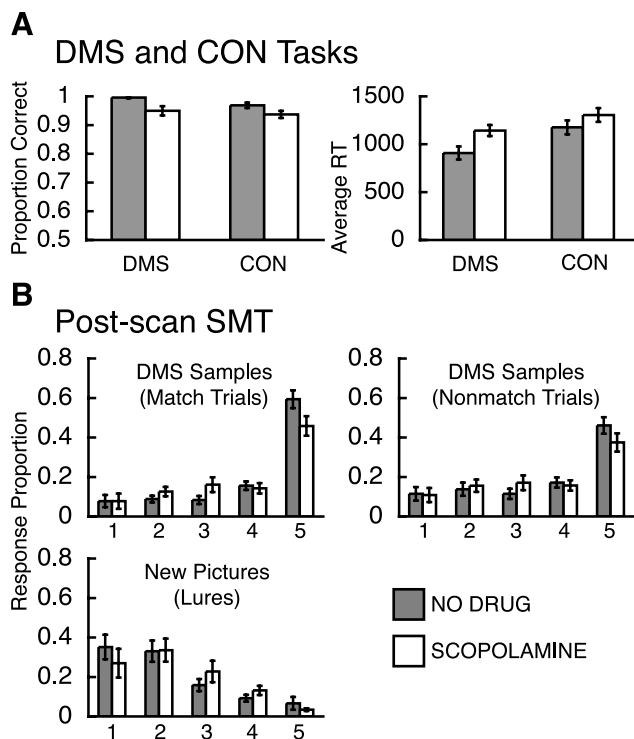 A
DMS and CON Tasks
Proportion Correct
1
0.9
0.8
0.7
0.6
0.5
DMS CON
Average RT
1500
1000
500
0
DMS CON
B
Post-scan SMT
Response Proportion
DMS Samples
(Match Trials)
0.8
0.6
0.4
0.2
0
1 2 3 4 5
DMS Samples
(Nonmatch Trials)
0.8
0.6
0.4
0.2
0
1 2 3 4 5
New Pictures
(Lures)
0.8
0.6
0.4
0.2
0
1 2 3 4 5
NO DRUG
SCOPOLAMINE